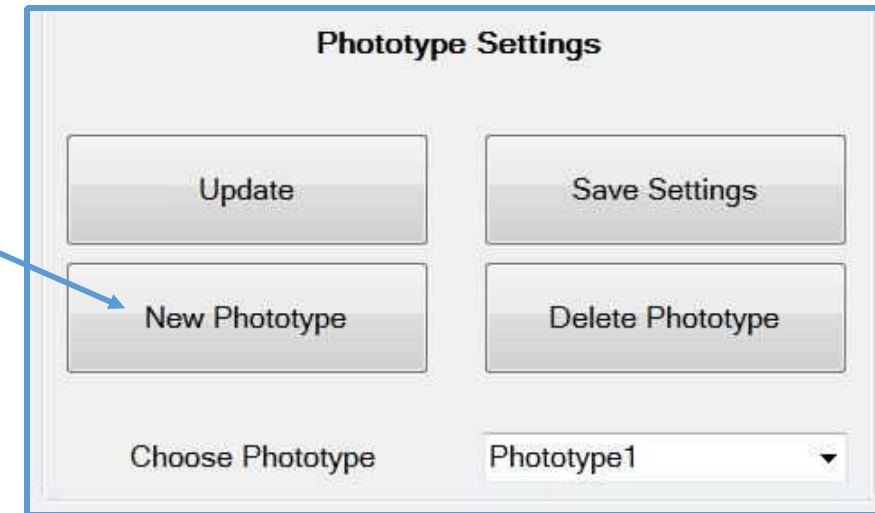 Phototype Settings
Update
Save Settings
New Phototype
Delete Phototype
Choose Phototype
Phototype1